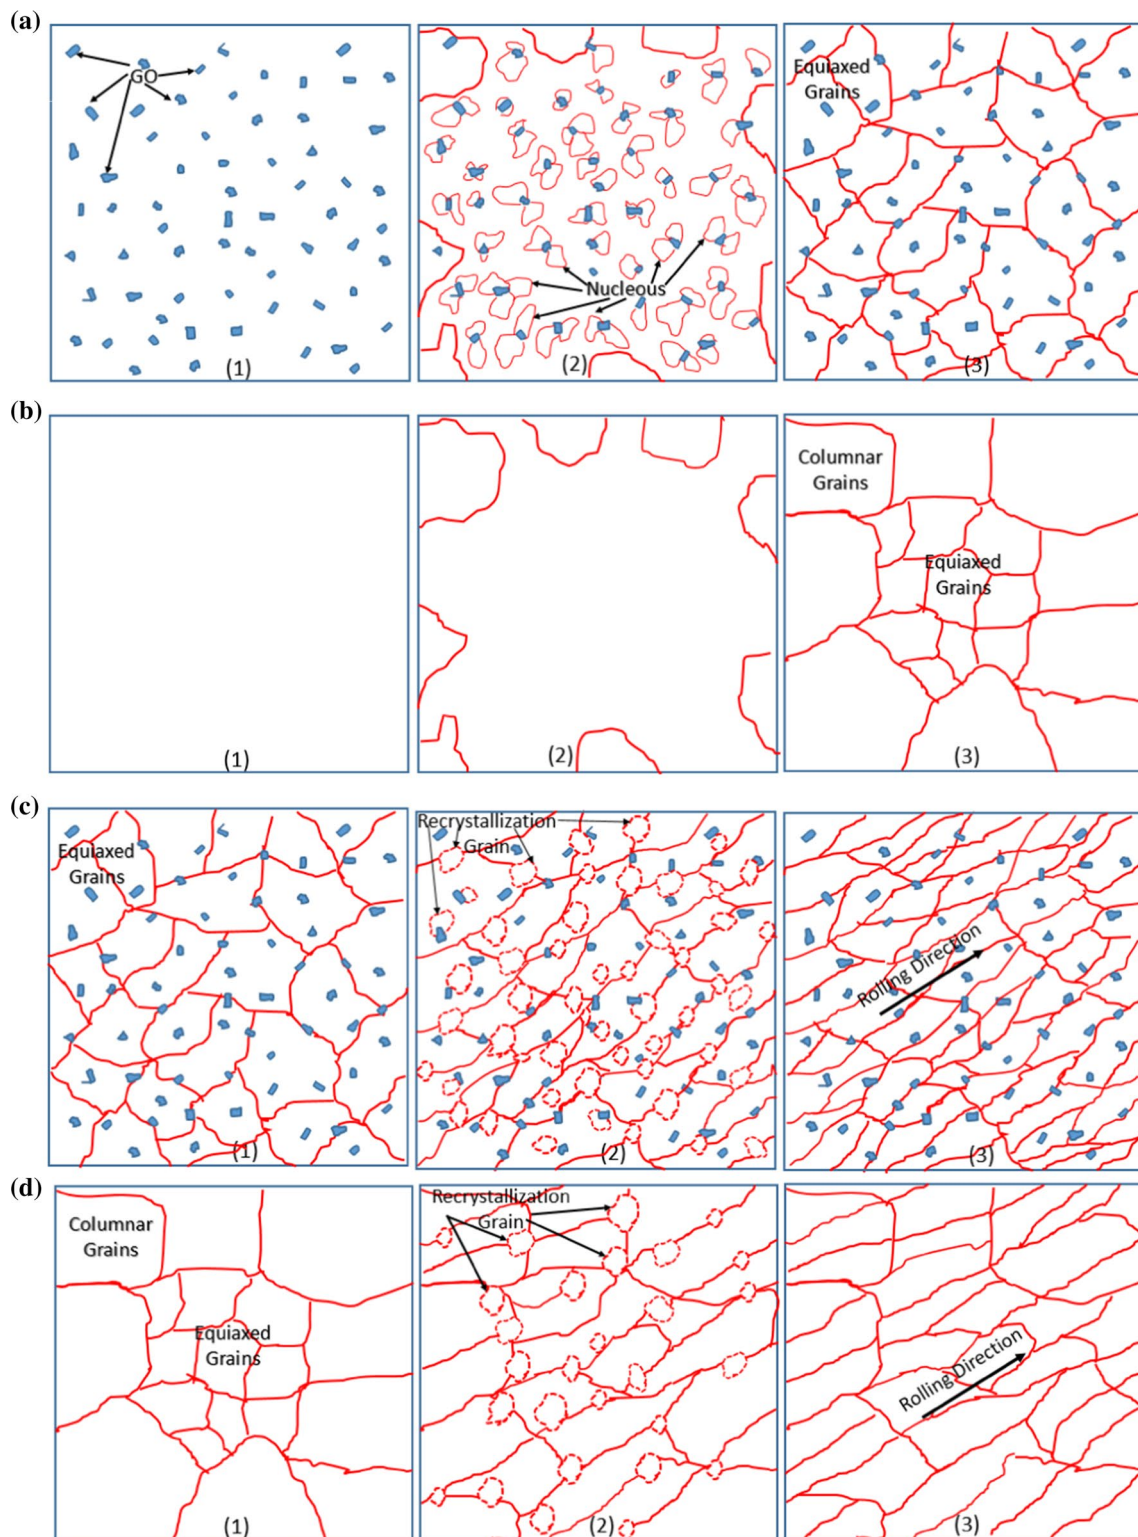 (a)
GO
(1)
Nucleous
(2)
Equiaxed
Grains
(3)
(b)
(1)
(2)
Columnar
Grains
Equiaxed
Grains
(3)
(c)
Equiaxed
Grains
(1)
Recrystallization
Grain
(2)
Rolling Direction
(3)
(d)
Columnar
Grains
Equiaxed
Grains
(1)
Recrystallization
Grain
(2)
Rolling Direction
(3)